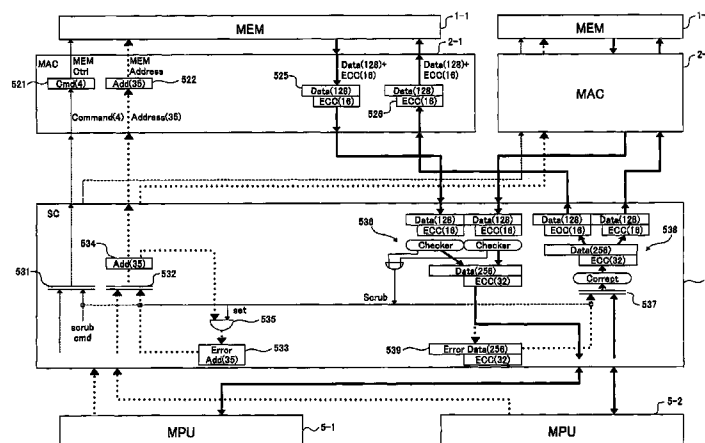 MEM
1-1
MEM
1-
2-1
2-
MAC
MEM
Ctrl
MEM
Address
521
Cmd(4)
Add(35)
522
Data(128)+
ECC(16)
Data(128)+
ECC(16)
525
Data(128)
ECC(16)
Data(128)
ECC(16)
526
MAC
Command(4)
Address(35)
SC
536
Data(128)
ECC(16)
Data(128)
ECC(16)
Data(128)
ECC(16)
Data(128)
ECC(16)
Checker
Checker
Data(256)
ECC(32)
538
Data(256)
ECC(32)
Correct
537
534
Add(35)
531
532
Scrub
scrub
cmd
set
535
Error
Add(35)
533
539
Error Data(256)
ECC(32)
MPU
5-1
5-2
MPU